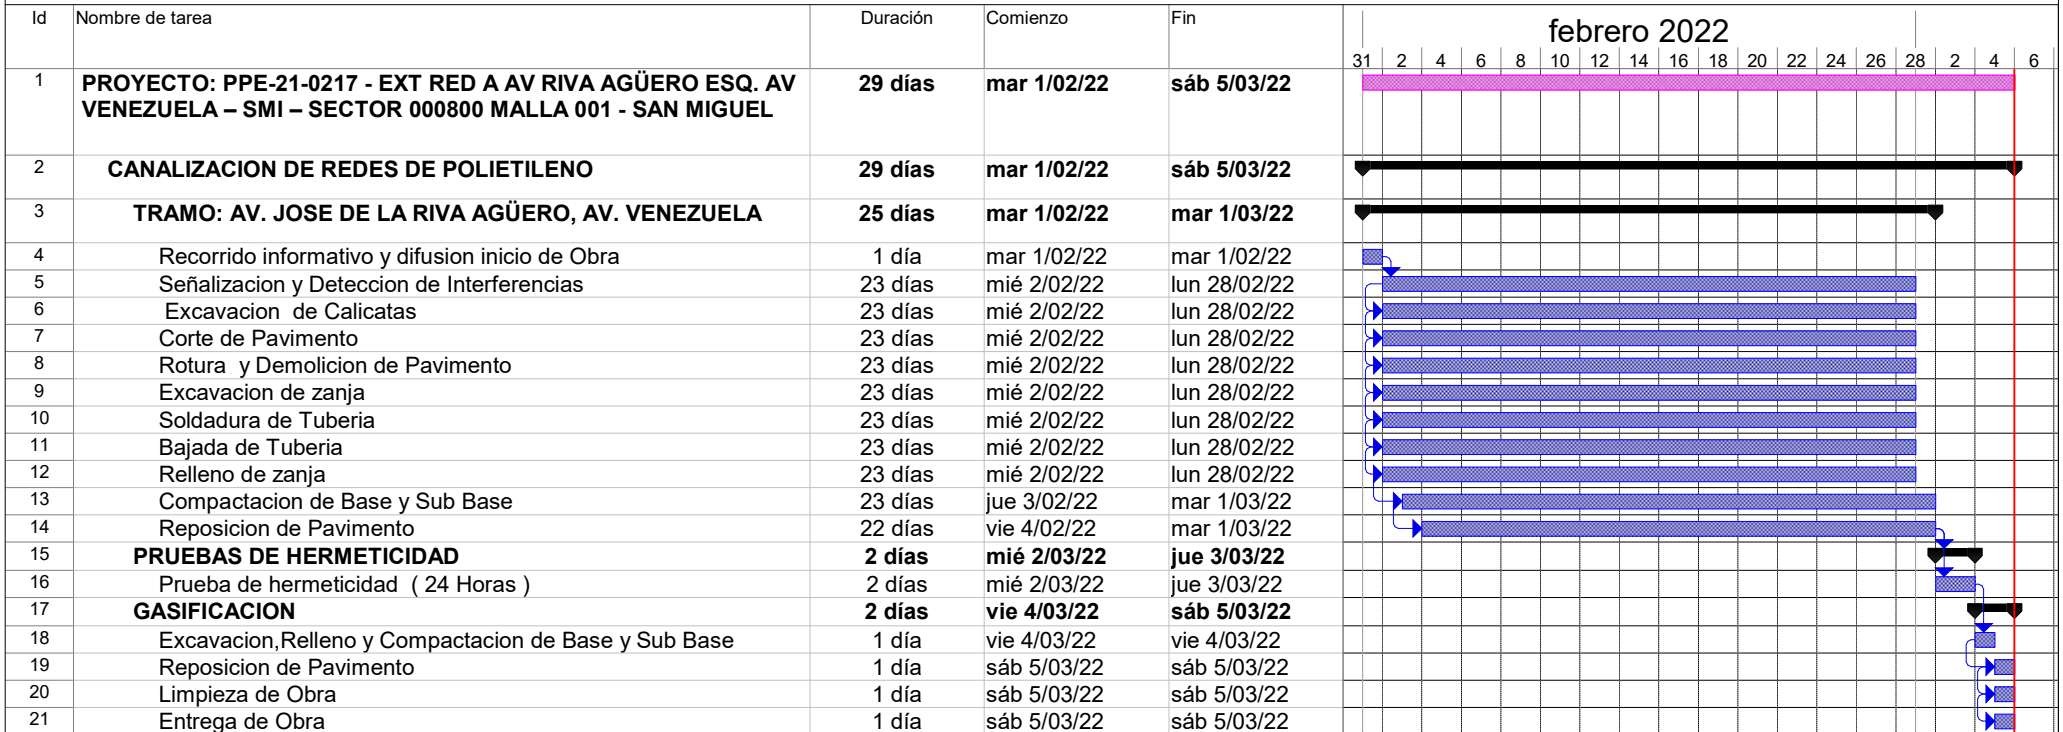 Id Nombre de tarea Duración Comienzo Fin febrero 2022
31 2 4 6 8 10 12 14 16 18 20 22 24 26 28 2 4 6
1 PROYECTO: PPE-21-0217 - EXT RED A AV RIVA AGÜERO ESQ. AV 29 días mar 1/02/22 sáb 5/03/22
VENEZUELA – SMI – SECTOR 000800 MALLA 001 - SAN MIGUEL
2 CANALIZACION DE REDES DE POLIETILENO 29 días mar 1/02/22 sáb 5/03/22
3 TRAMO: AV. JOSE DE LA RIVA AGÜERO, AV. VENEZUELA 25 días mar 1/02/22 mar 1/03/22
4 Recorrido informativo y difusion inicio de Obra 1 día mar 1/02/22 mar 1/02/22
5 Señalizacion y Deteccion de Interferencias 23 días mié 2/02/22 lun 28/02/22
6 Excavacion de Calicatas 23 días mié 2/02/22 lun 28/02/22
7 Corte de Pavimento 23 días mié 2/02/22 lun 28/02/22
8 Rotura y Demolicion de Pavimento 23 días mié 2/02/22 lun 28/02/22
9 Excavacion de zanja 23 días mié 2/02/22 lun 28/02/22
10 Soldadura de Tuberia 23 días mié 2/02/22 lun 28/02/22
11 Bajada de Tuberia 23 días mié 2/02/22 lun 28/02/22
12 Relleno de zanja 23 días mié 2/02/22 lun 28/02/22
13 Compactacion de Base y Sub Base 23 días jue 3/02/22 mar 1/03/22
14 Reposicion de Pavimento 22 días vie 4/02/22 mar 1/03/22
15 PRUEBAS DE HERMETICIDAD 2 días mié 2/03/22 jue 3/03/22
16 Prueba de hermeticidad ( 24 Horas ) 2 días mié 2/03/22 jue 3/03/22
17 GASIFICACION 2 días vie 4/03/22 sáb 5/03/22
18 Excavacion,Relleno y Compactacion de Base y Sub Base 1 día vie 4/03/22 vie 4/03/22
19 Reposicion de Pavimento 1 día sáb 5/03/22 sáb 5/03/22
20 Limpieza de Obra 1 día sáb 5/03/22 sáb 5/03/22
21 Entrega de Obra 1 día sáb 5/03/22 sáb 5/03/22